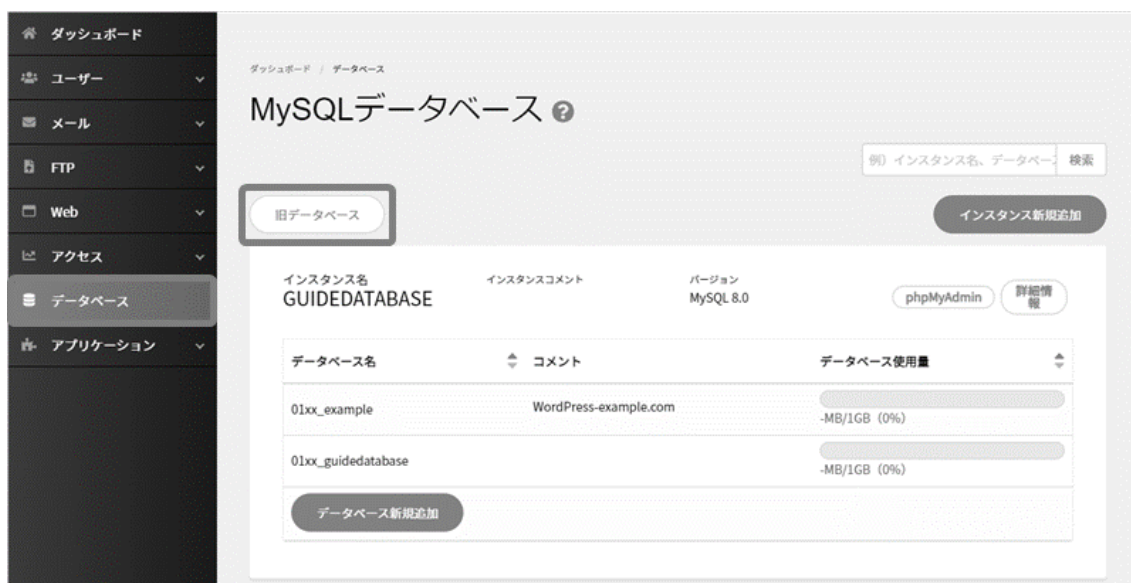 ダッシュボード
ユーザー
メール
FTP
Web
アクセス
データベース
アプリケーション
ダッシュボード / データベース
MySQLデータベース ?
例）インスタンス名、データベース 検索
旧データベース インスタンス新規追加
インスタンス名 インスタンスコメント バージョン
GUIDEDATABASE MySQL 8.0 phpMyAdmin 詳細情
報
データベース名 コメント データベース使用量
01xx_example WordPress-example.com
-MB/1GB（0%）
01xx_guidedatabase
-MB/1GB（0%）
データベース新規追加